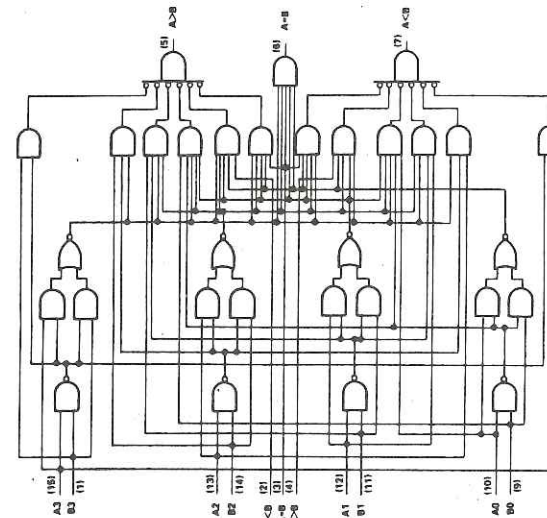 (5)
A>B
(6)
A=B
(7)
A<B
A3
(15)
B3
(1)
A2
(13)
B2
(14)
<B
(2)
=B
(3)
>B
(4)
A1
(12)
B1
(11)
A0
(10)
B0
(9)